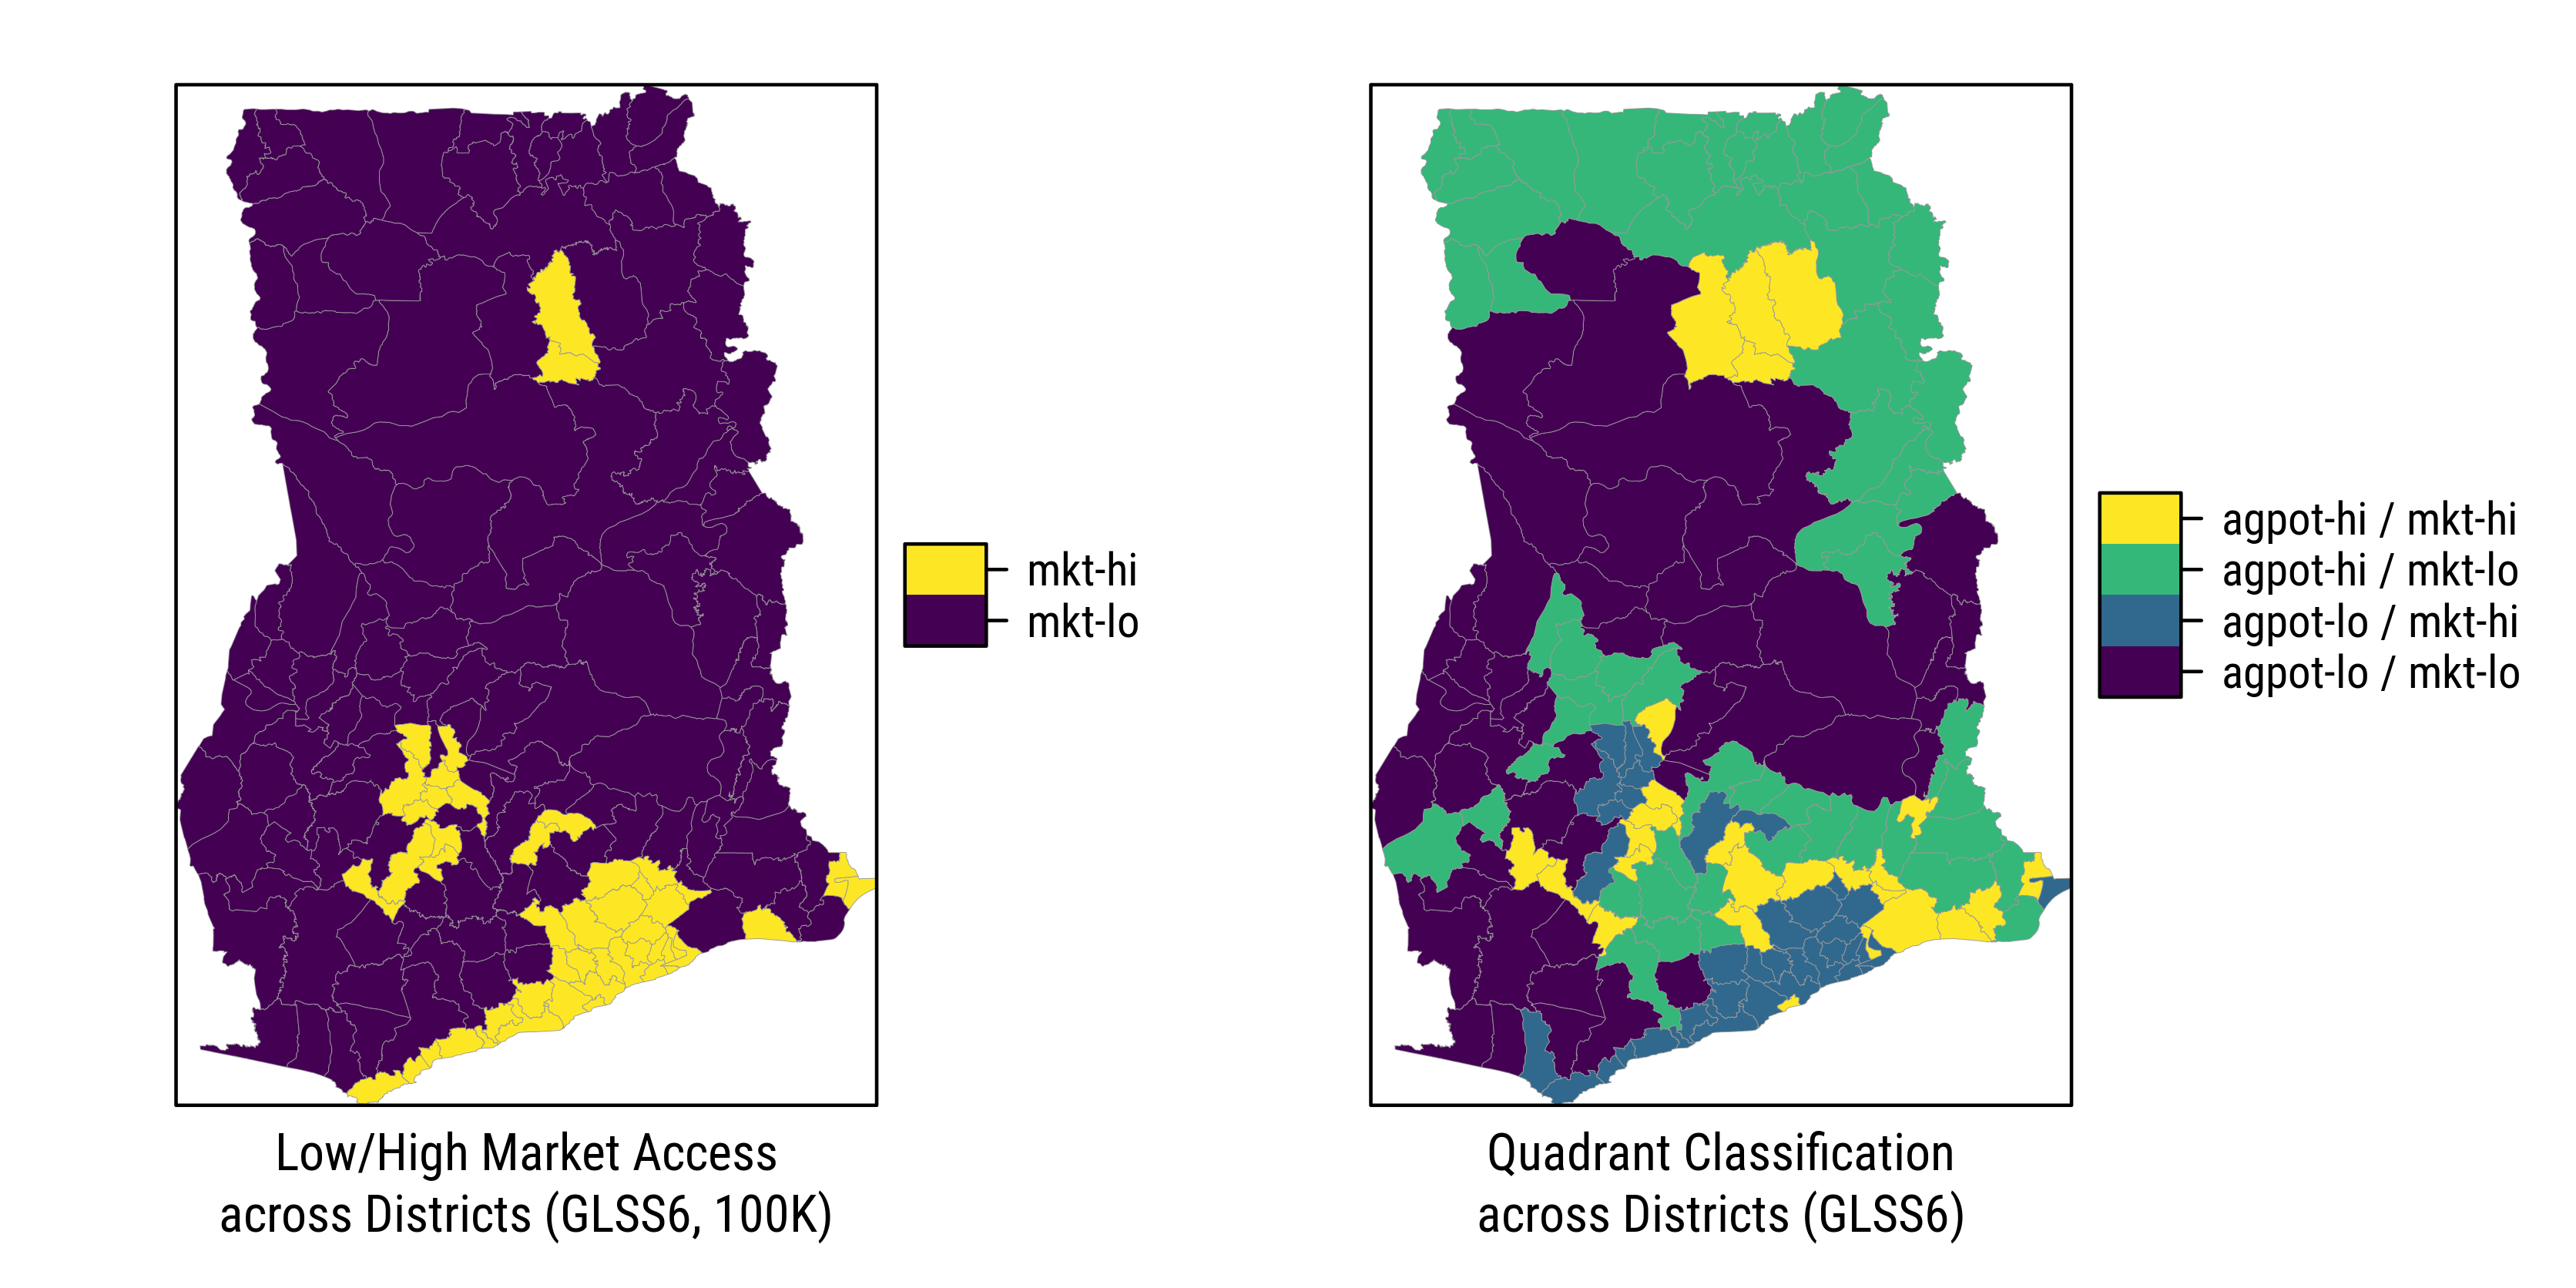 mkt-hi
mkt-lo
Low/High Market Access
across Districts (GLSS6, 100K)
agpot-hi / mkt-hi
agpot-hi / mkt-lo
agpot-lo / mkt-hi
agpot-lo / mkt-lo
Quadrant Classification
across Districts (GLSS6)